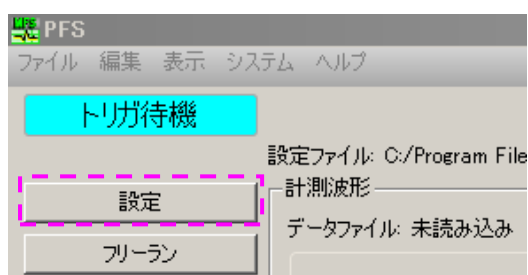 PFS
ファイル 編集 表示 システム ヘルプ
トリガ待機
設定ファイル: C:/Program File
設定
計測波形
データファイル: 未読み込み
フリーラン